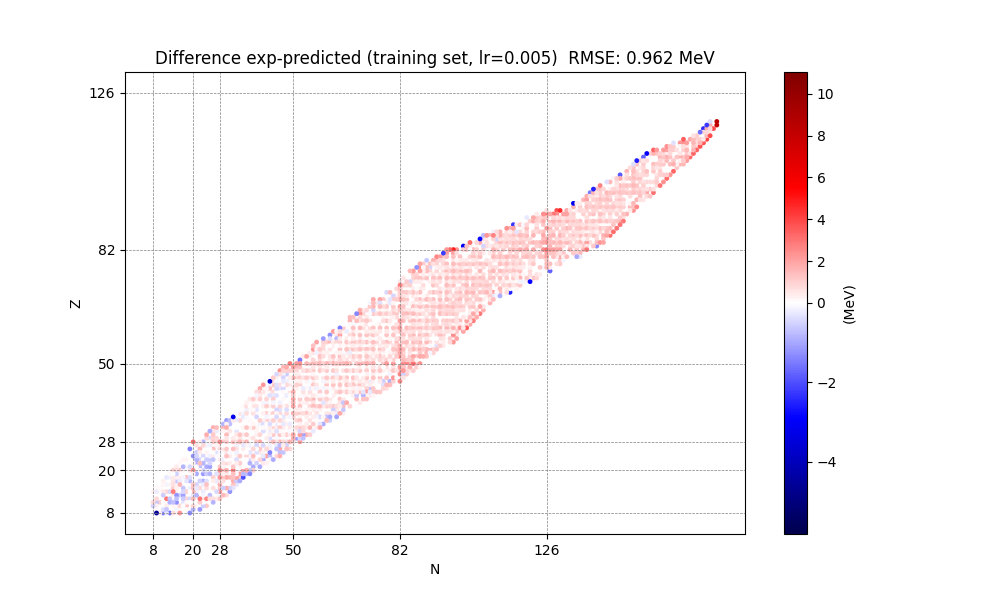 Difference exp-predicted (training set, lr=0.005)  RMSE: 0.962 MeV
126
82
50
28
20
8
Z
8 20 28 50 82 126
N
10
8
6
4
2
0
−2
−4
(MeV)